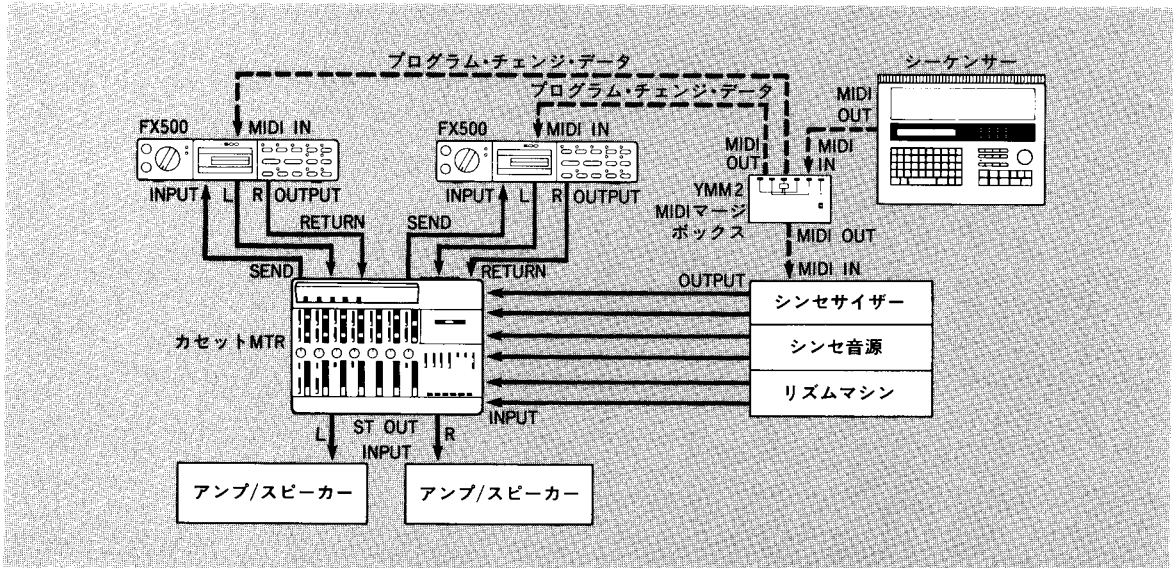 プログラム・チェンジ・データ
シーケンサー
プログラム・チェンジ・データ
MIDI
OUT
FX500
MIDI IN
FX500
MIDI IN
MIDI
OUT
MIDI
IN
INPUT
L
R
OUTPUT
INPUT
L
R
OUTPUT
YMM2
MIDIマージ
ボックス
RETURN
SEND
MIDI OUT
SEND
RETURN
OUTPUT
MIDI IN
シンセサイザー
カセットMTR
シンセ音源
リズムマシン
INPUT
L
ST OUT
R
INPUT
アンプ/スピーカー
アンプ/スピーカー